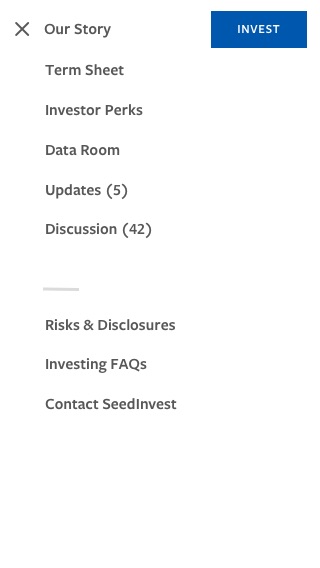 Our Story
INVEST
Term Sheet
Investor Perks
Data Room
Updates (5)
Discussion (42)
Risks & Disclosures
Investing FAQs
Contact SeedInvest